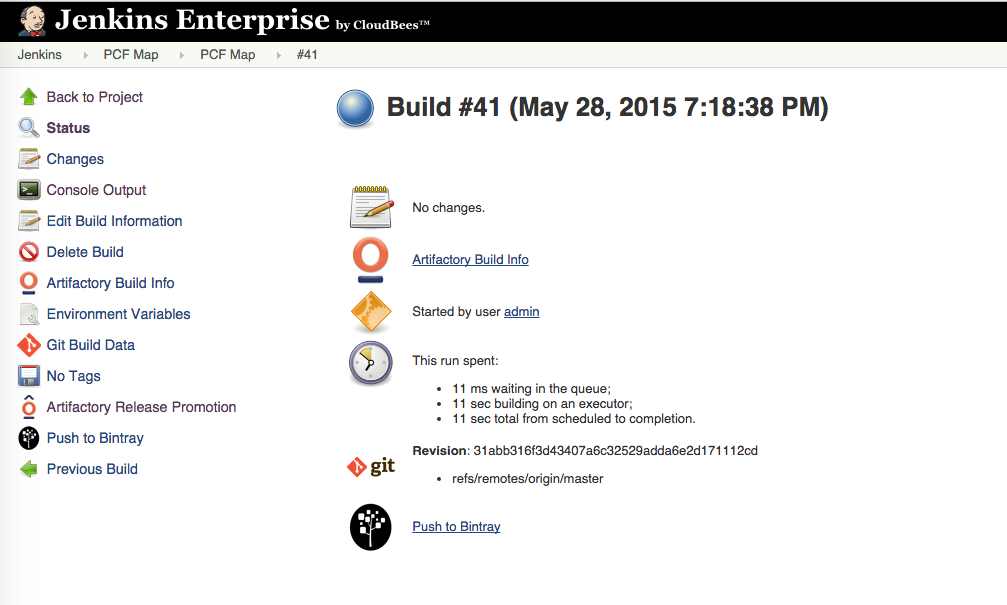 Jenkins Enterprise by CloudBees™
Jenkins PCF Map PCF Map #41
Back to Project
Status
Changes
Console Output
Edit Build Information
Delete Build
Artifactory Build Info
Environment Variables
Git Build Data
No Tags
Artifactory Release Promotion
Push to Bintray
Previous Build
Build #41 (May 28, 2015 7:18:38 PM)
No changes.
Artifactory Build Info
Started by user admin
This run spent:
• 11 ms waiting in the queue;
• 11 sec building on an executor;
• 11 sec total from scheduled to completion.
git
Revision: 31abb316f3d43407a6c32529adda6e2d171112cd
• refs/remotes/origin/master
Push to Bintray